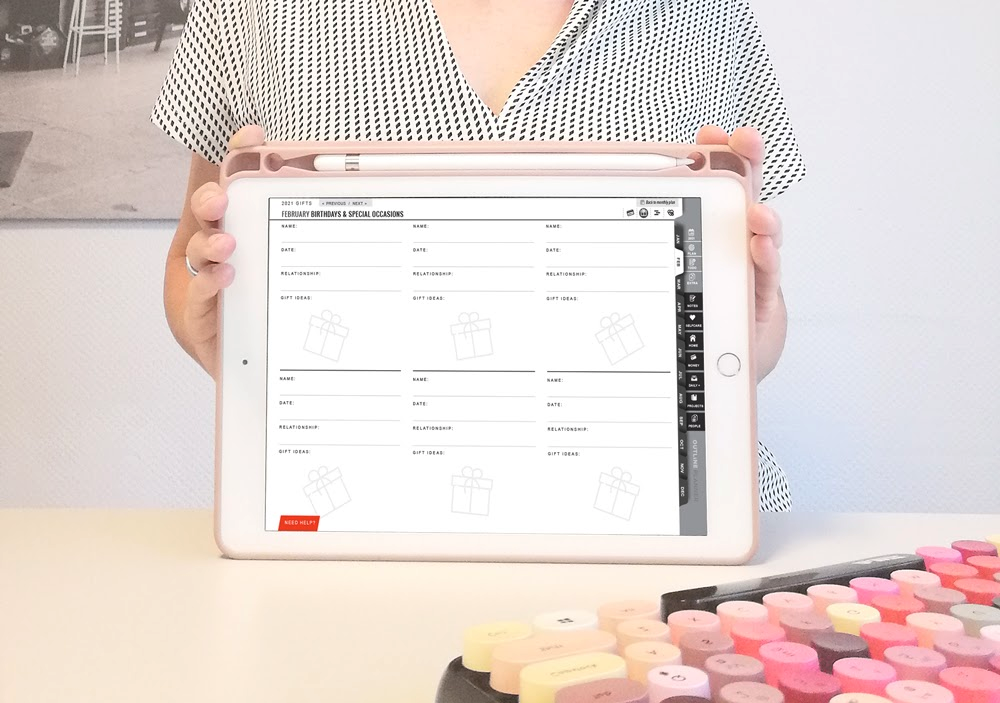 2021 GIFTS < PREVIOUS / NEXT > Back to monthly plan
FEBRUARY BIRTHDAYS & SPECIAL OCCASIONS
NAME: NAME: NAME:
DATE: DATE: DATE:
RELATIONSHIP: RELATIONSHIP: RELATIONSHIP:
GIFT IDEAS: GIFT IDEAS: GIFT IDEAS:
NAME: NAME: NAME:
DATE: DATE: DATE:
RELATIONSHIP: RELATIONSHIP: RELATIONSHIP:
GIFT IDEAS: GIFT IDEAS: GIFT IDEAS:
NEED HELP?
JAN
FEB
MAR
APR
MAY
JUN
JUL
AUG
SEP
OCT
NOV
DEC
PLAN
EXTRA
NOTES
SELFCARE
HOME
MONEY
DAILY +
PROJECTS
PEOPLE
OUTLINE